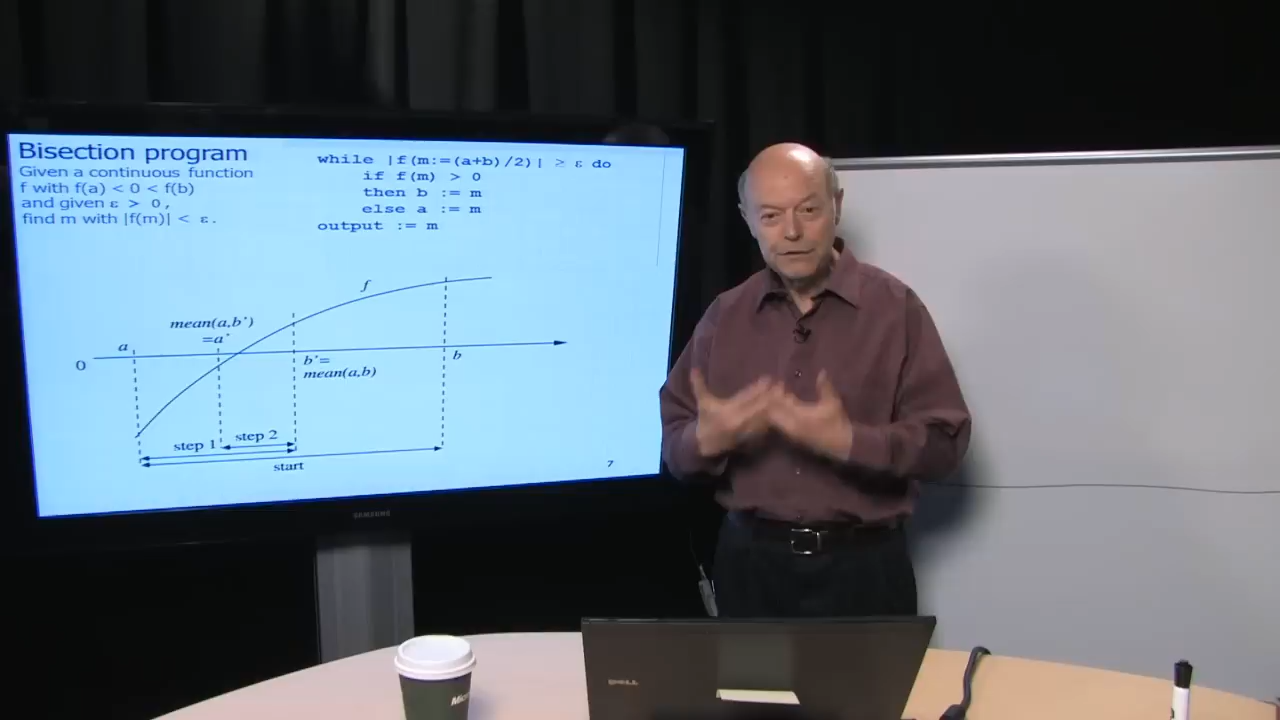 Bisection program
Given a continuous function
f with f(a) < 0 < f(b)
and given ε > 0,
find m with |f(m)| < ε.
while |f(m:=(a+b)/2)| ≥ ε do
if f(m) > 0
then b := m
else a := m
output := m
f
mean(a,b')
=a'
a
0
b'=
mean(a,b)
b
step 1
step 2
start
7
SAMSUNG
DELL